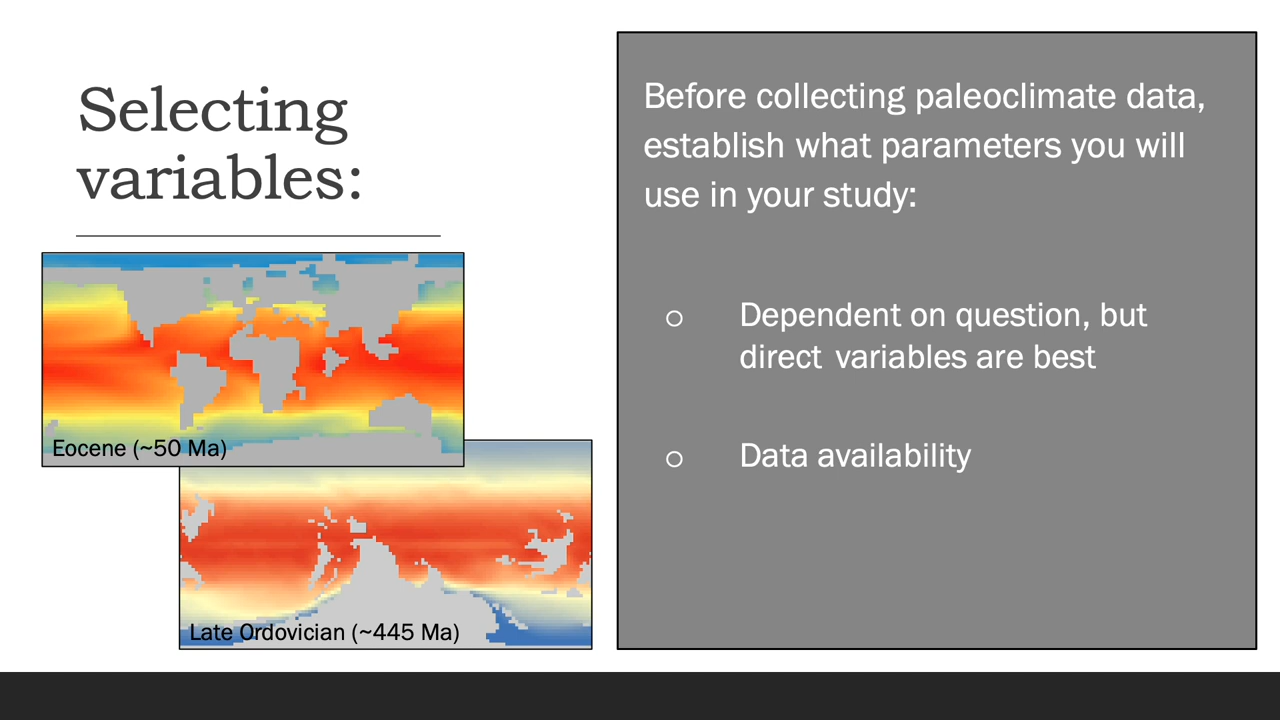 Selecting
variables:
Eocene (~50 Ma)
Late Ordovician (~445 Ma)
Before collecting paleoclimate data,
establish what parameters you will
use in your study:
Dependent on question, but
direct variables are best
Data availability